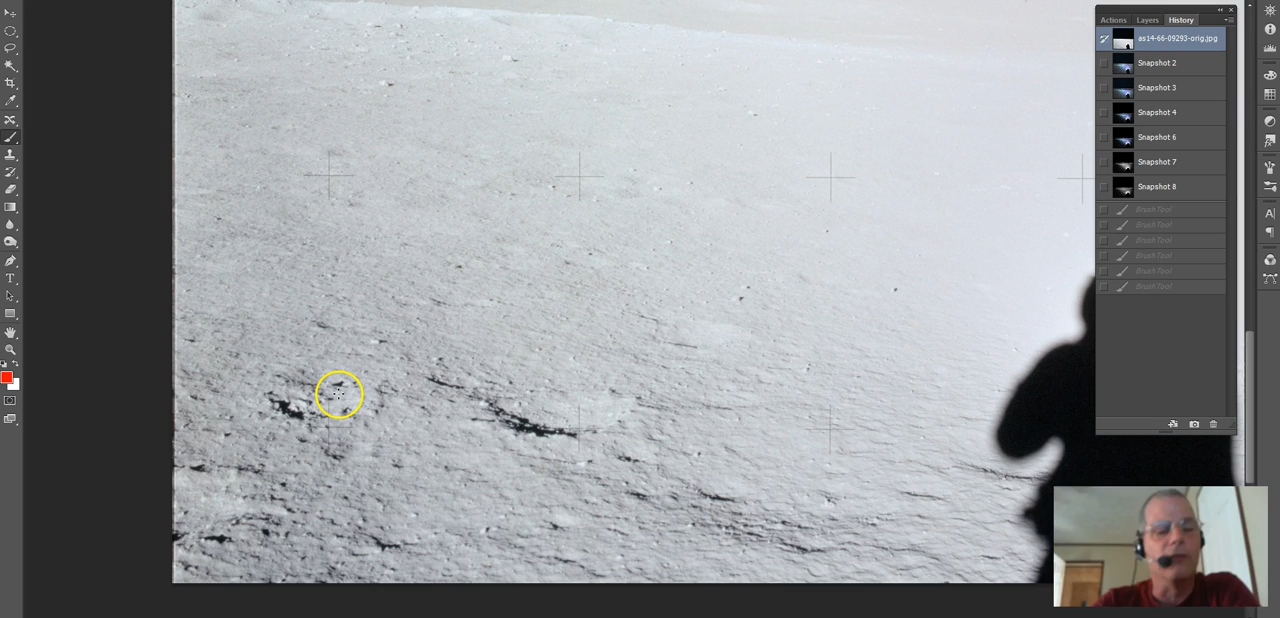 Actions Layers History
as14-66-09293-orig.jpg
Snapshot 2
Snapshot 3
Snapshot 4
Snapshot 6
Snapshot 7
Snapshot 8
Brush Tool
Brush Tool
Brush Tool
Brush Tool
Brush Tool
Brush Tool